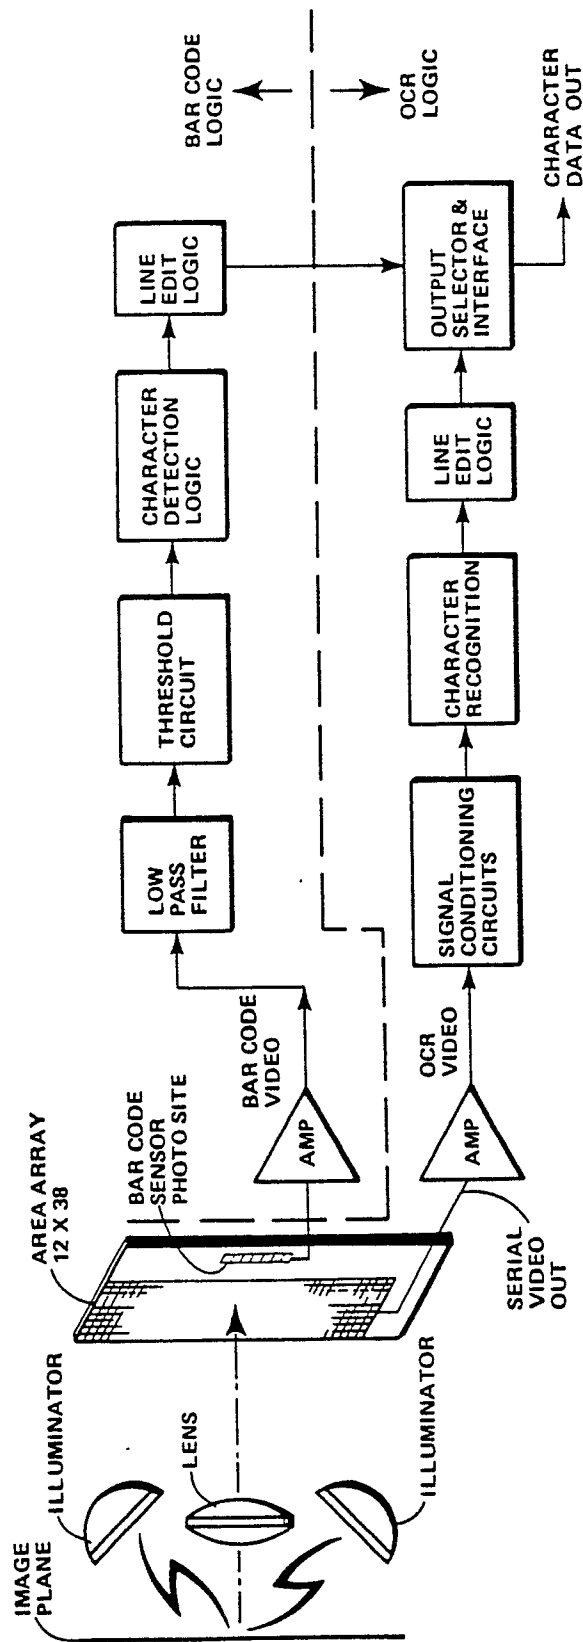 IMAGE
PLANE
ILLUMINATOR
LENS
ILLUMINATOR
AREA ARRAY
12 X 38
BAR CODE
SENSOR
PHOTO SITE
SERIAL
VIDEO
OUT
AMP
BAR CODE
VIDEO
LOW
PASS
FILTER
THRESHOLD
CIRCUIT
CHARACTER
DETECTION
LOGIC
LINE
EDIT
LOGIC
BAR CODE
LOGIC
OCR
LOGIC
AMP
OCR
VIDEO
SIGNAL
CONDITIONING
CIRCUITS
CHARACTER
RECOGNITION
LINE
EDIT
LOGIC
OUTPUT
SELECTOR &
INTERFACE
CHARACTER
DATA OUT